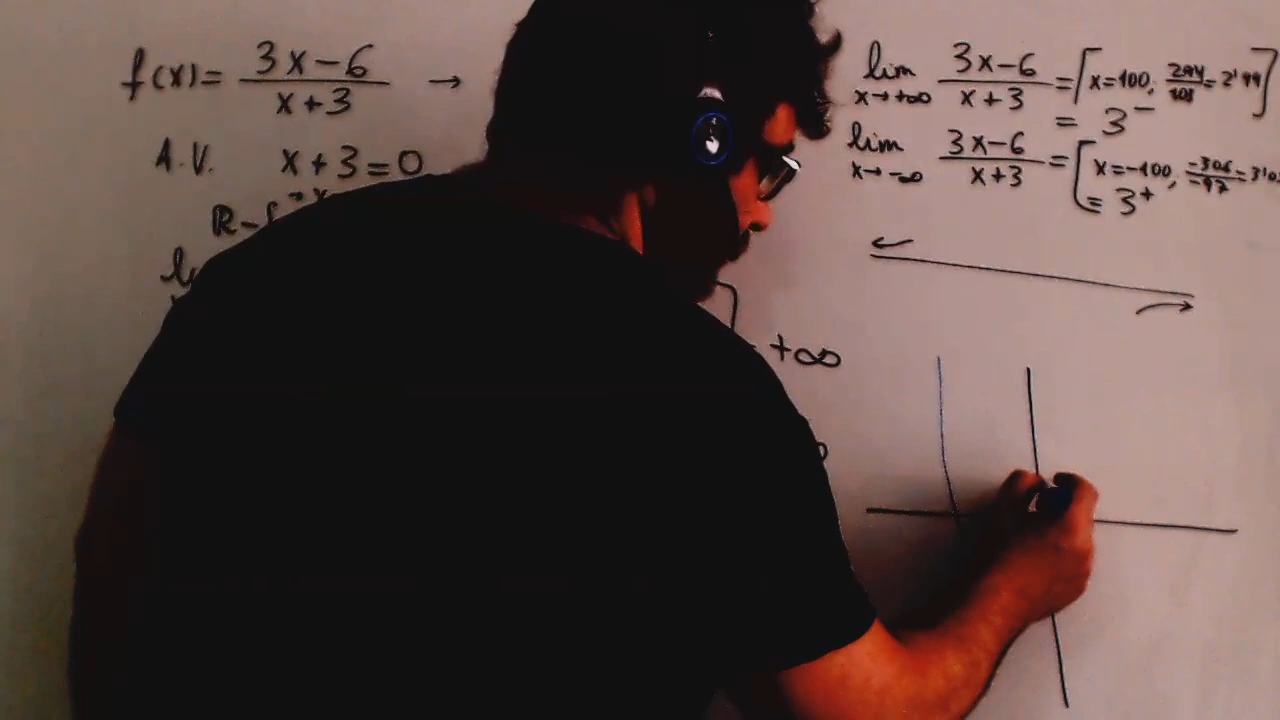 f(x)= 3x-6 / x+3 →
A.V. x+3=0
R-
+∞
lim x→+∞ 3x-6 / x+3 = [x=100, 294 / 103 = 2'99]
= 3⁻
lim x→-∞ 3x-6 / x+3 = [x=-100, -306 / -97 = 3'
= 3⁺